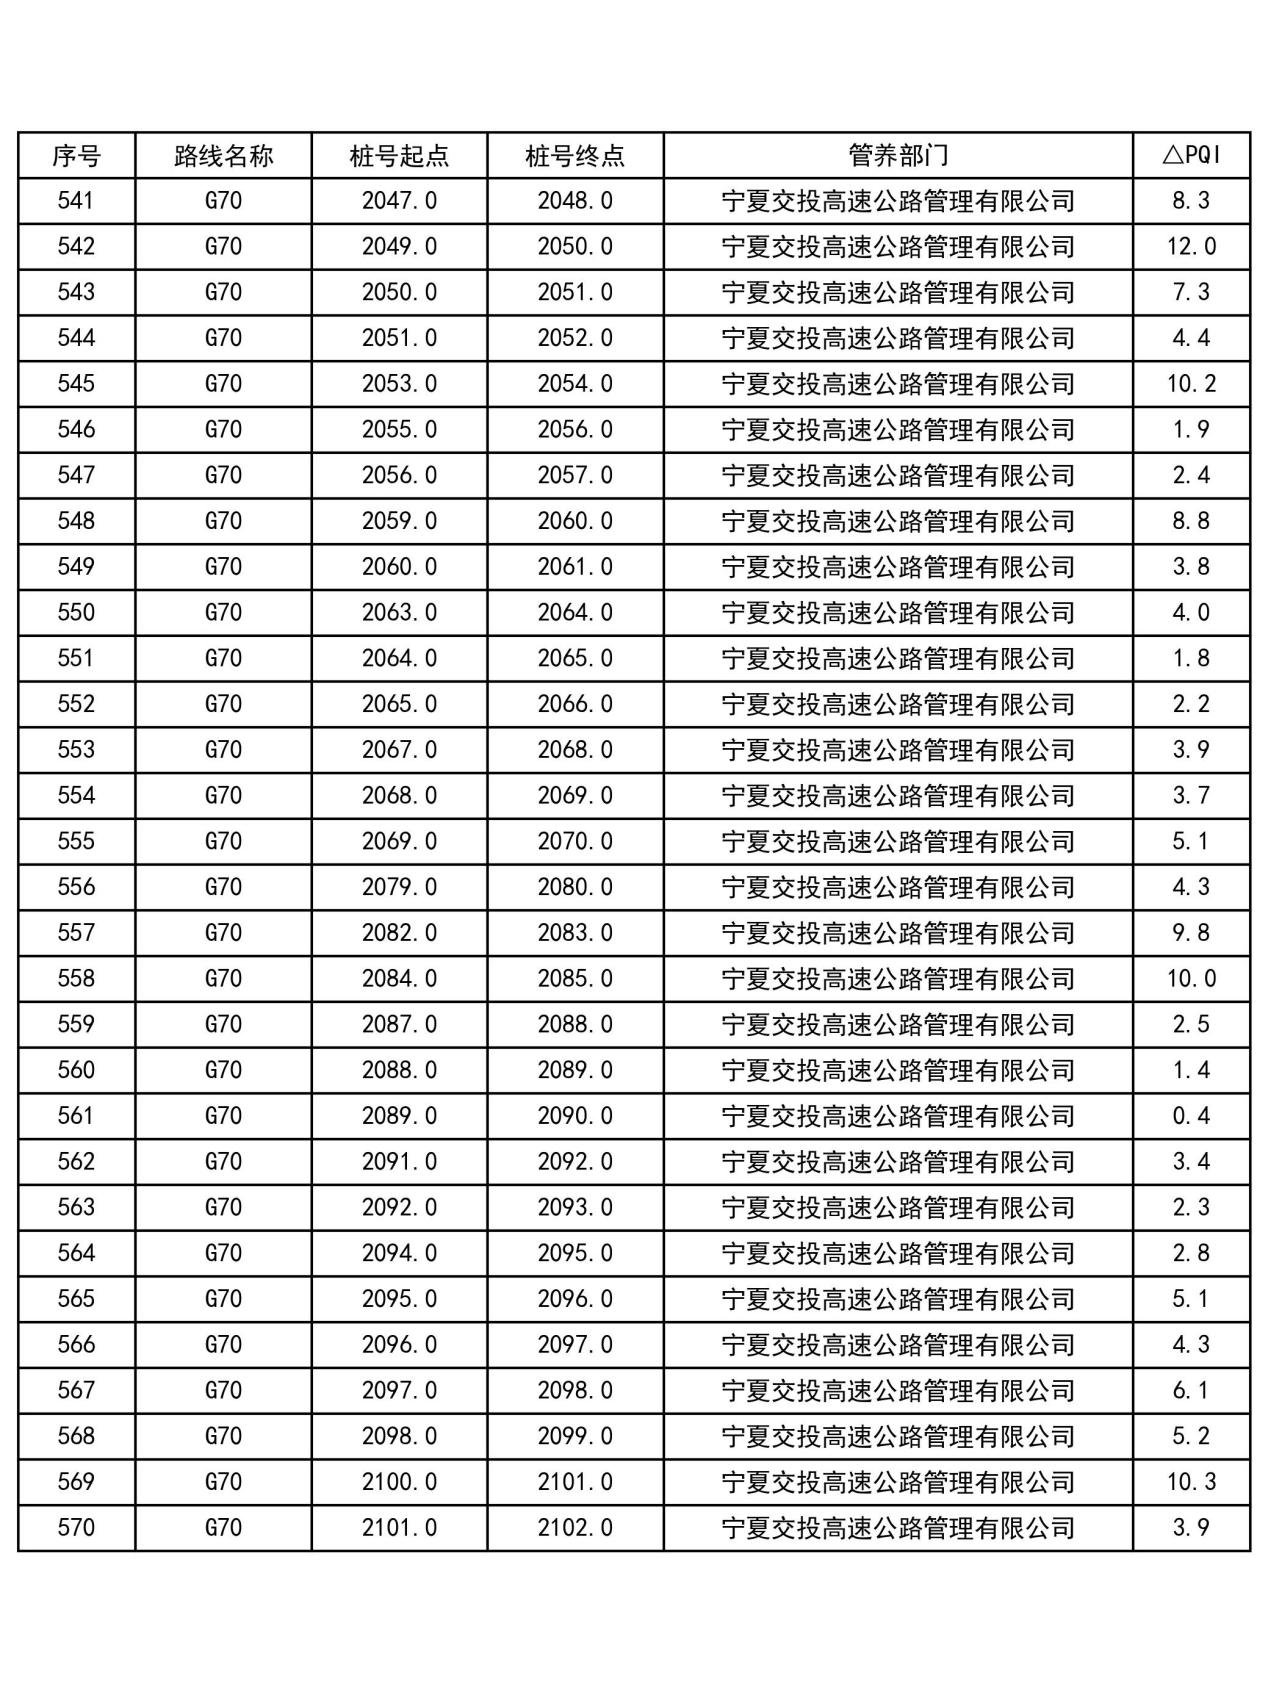 序号 路线名称 桩号起点 桩号终点 管养部门 △PQI
541 G70 2047.0 2048.0 宁夏交投高速公路管理有限公司 8.3
542 G70 2049.0 2050.0 宁夏交投高速公路管理有限公司 12.0
543 G70 2050.0 2051.0 宁夏交投高速公路管理有限公司 7.3
544 G70 2051.0 2052.0 宁夏交投高速公路管理有限公司 4.4
545 G70 2053.0 2054.0 宁夏交投高速公路管理有限公司 10.2
546 G70 2055.0 2056.0 宁夏交投高速公路管理有限公司 1.9
547 G70 2056.0 2057.0 宁夏交投高速公路管理有限公司 2.4
548 G70 2059.0 2060.0 宁夏交投高速公路管理有限公司 8.8
549 G70 2060.0 2061.0 宁夏交投高速公路管理有限公司 3.8
550 G70 2063.0 2064.0 宁夏交投高速公路管理有限公司 4.0
551 G70 2064.0 2065.0 宁夏交投高速公路管理有限公司 1.8
552 G70 2065.0 2066.0 宁夏交投高速公路管理有限公司 2.2
553 G70 2067.0 2068.0 宁夏交投高速公路管理有限公司 3.9
554 G70 2068.0 2069.0 宁夏交投高速公路管理有限公司 3.7
555 G70 2069.0 2070.0 宁夏交投高速公路管理有限公司 5.1
556 G70 2079.0 2080.0 宁夏交投高速公路管理有限公司 4.3
557 G70 2082.0 2083.0 宁夏交投高速公路管理有限公司 9.8
558 G70 2084.0 2085.0 宁夏交投高速公路管理有限公司 10.0
559 G70 2087.0 2088.0 宁夏交投高速公路管理有限公司 2.5
560 G70 2088.0 2089.0 宁夏交投高速公路管理有限公司 1.4
561 G70 2089.0 2090.0 宁夏交投高速公路管理有限公司 0.4
562 G70 2091.0 2092.0 宁夏交投高速公路管理有限公司 3.4
563 G70 2092.0 2093.0 宁夏交投高速公路管理有限公司 2.3
564 G70 2094.0 2095.0 宁夏交投高速公路管理有限公司 2.8
565 G70 2095.0 2096.0 宁夏交投高速公路管理有限公司 5.1
566 G70 2096.0 2097.0 宁夏交投高速公路管理有限公司 4.3
567 G70 2097.0 2098.0 宁夏交投高速公路管理有限公司 6.1
568 G70 2098.0 2099.0 宁夏交投高速公路管理有限公司 5.2
569 G70 2100.0 2101.0 宁夏交投高速公路管理有限公司 10.3
570 G70 2101.0 2102.0 宁夏交投高速公路管理有限公司 3.9